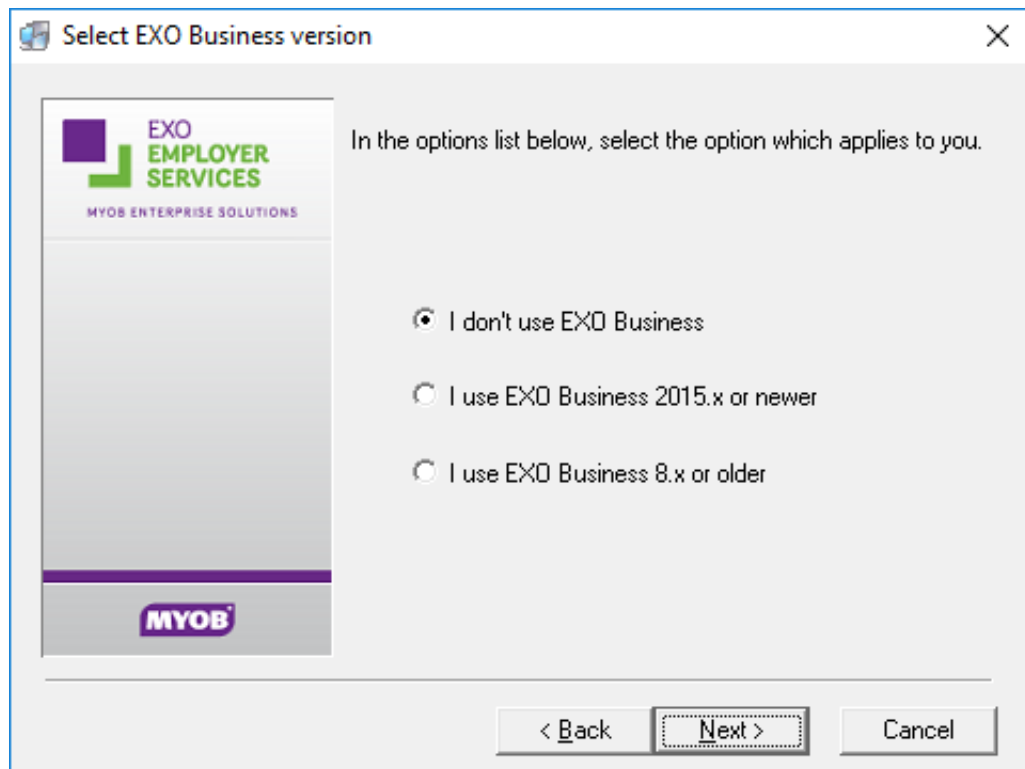 Select EXO Business version
EXO
EMPLOYER
SERVICES
MYOB ENTERPRISE SOLUTIONS
In the options list below, select the option which applies to you.
I don't use EXO Business
I use EXO Business 2015.x or newer
I use EXO Business 8.x or older
MYOB
< Back
Next >
Cancel